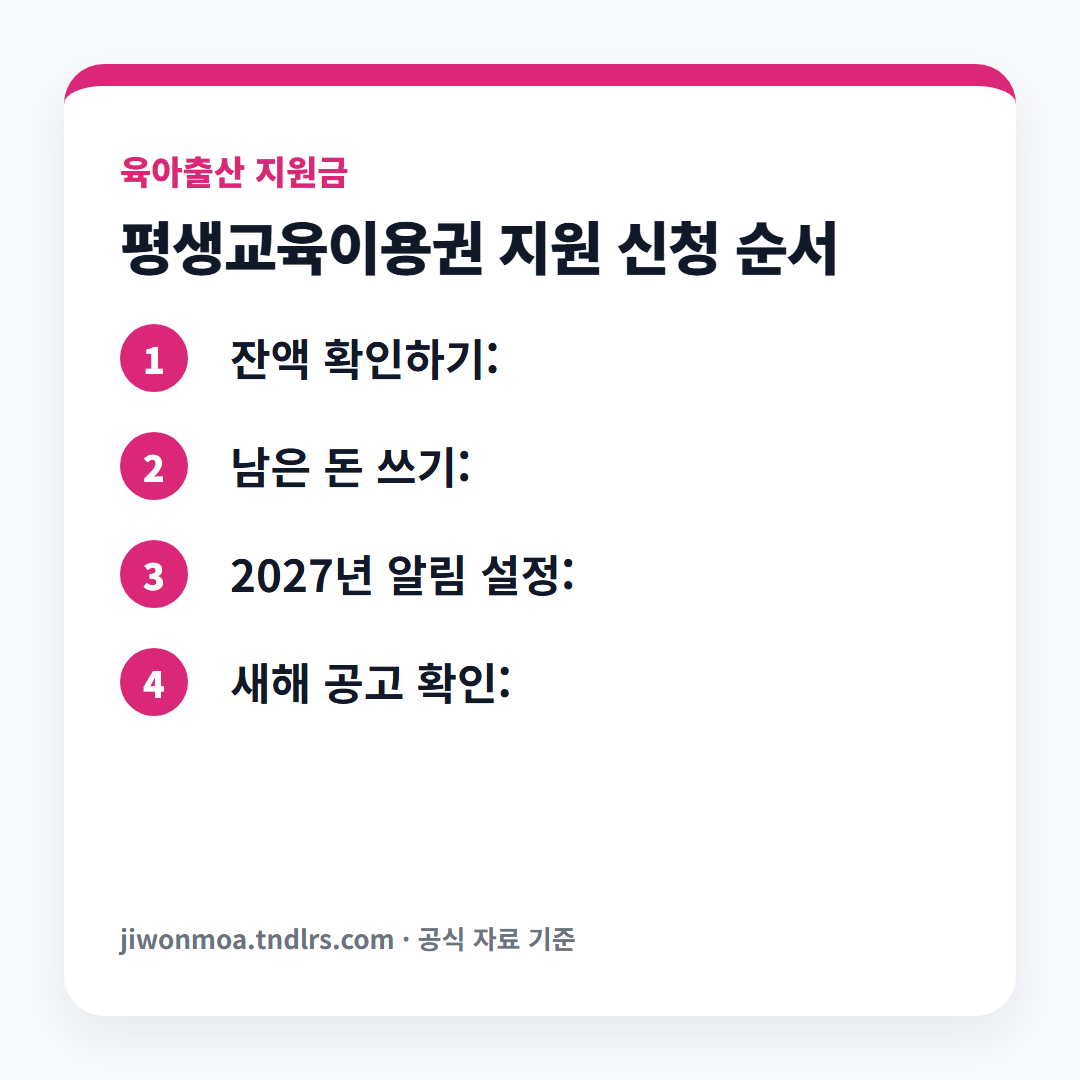 육아출산 지원금
평생교육이용권 지원 신청 순서
1 잔액 확인하기:
2 남은 돈 쓰기:
3 2027년 알림 설정:
4 새해 공고 확인:
jiwonmoa.tndlrs.com · 공식 자료 기준